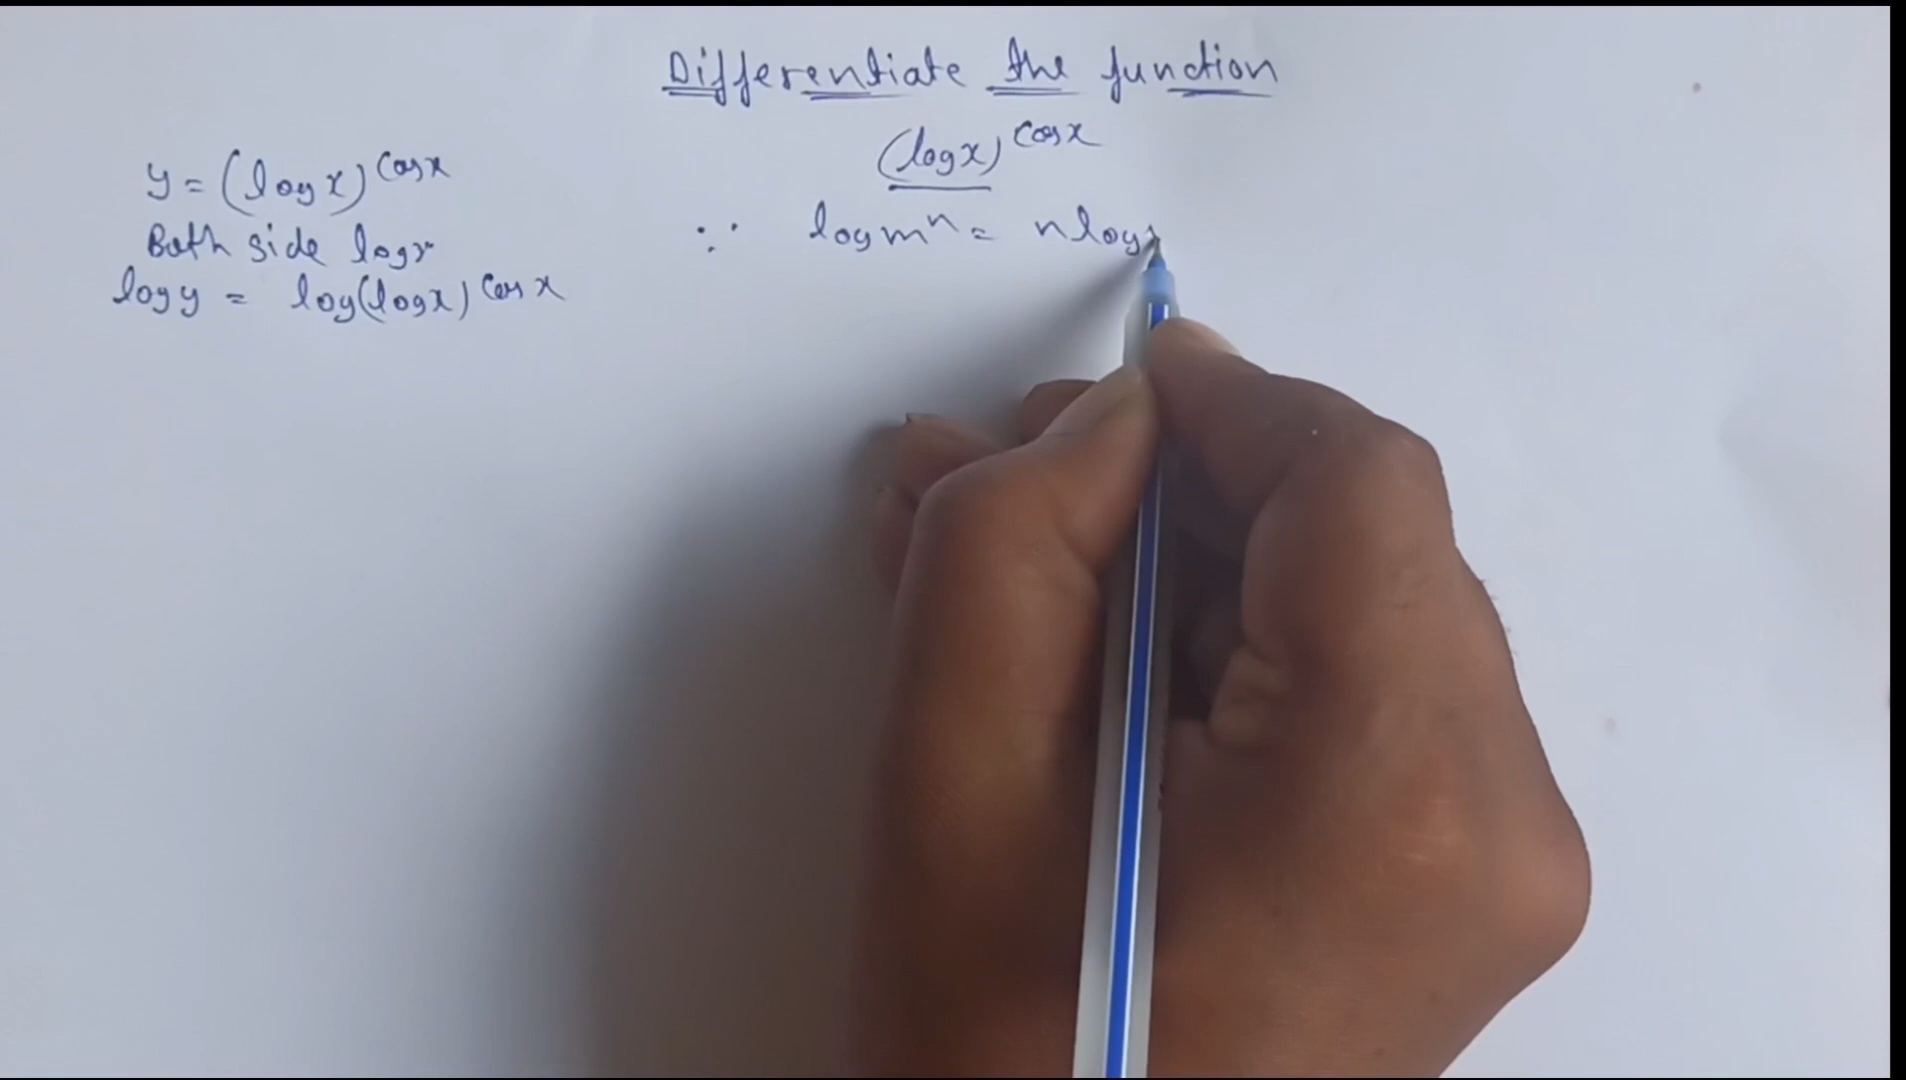 Differentiate the function
(log x)^cos x
y = (log x)^cos x
Both side log
log y = log(log x)^cos x
∵ log m^n = n log